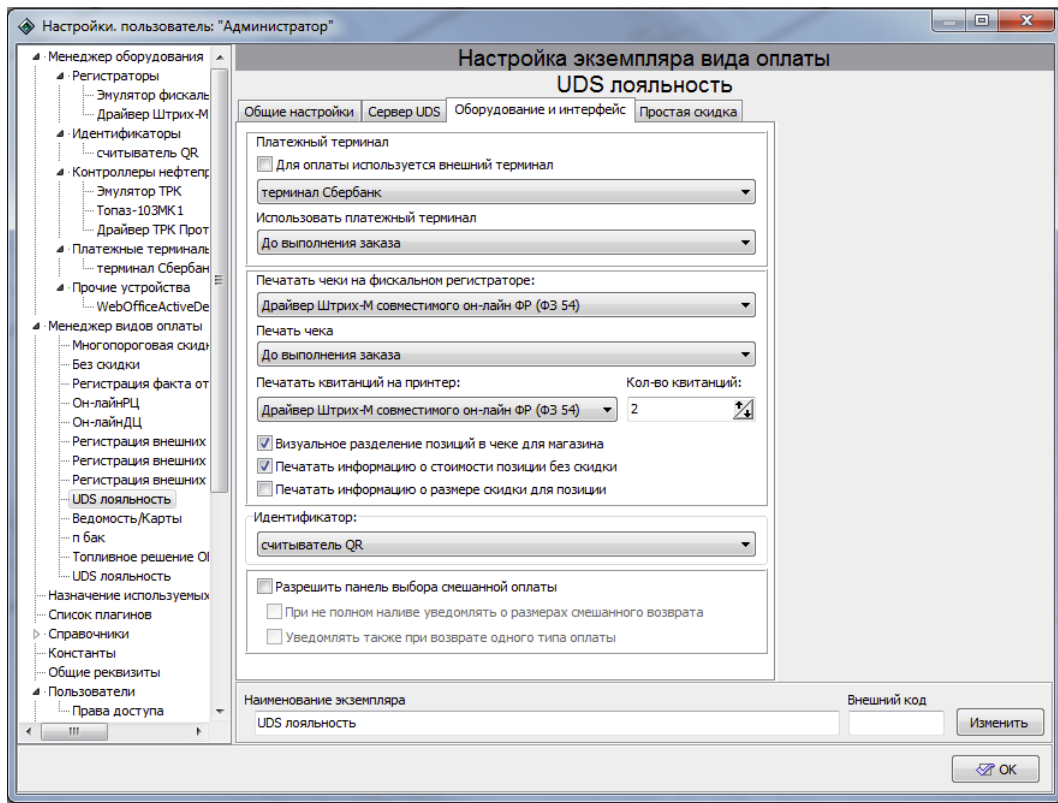 Настройки. пользователь: "Администратор"
Менеджер оборудования
Регистраторы
Эмулятор фискаль
Драйвер Штрих-М
Идентификаторы
считыватель QR
Контроллеры нефтепр
Эмулятор ТРК
Топаз-103МК1
Драйвер ТРК Прот
Платежные терминаль
терминал Сбербан
Прочие устройства
WebOfficeActiveDe
Менеджер видов оплаты
Многопороговая скид
Без скидки
Регистрация факта от
Он-лайнРЦ
Он-лайнДЦ
Регистрация внешних
Регистрация внешних
Регистрация внешних
UDS лояльность
Ведомость/Карты
п бак
Топливное решение ОП
UDS лояльность
Назначение используемых
Список плагинов
Справочники
Константы
Общие реквизиты
Пользователи
Права доступа
Настройка экземпляра вида оплаты
UDS лояльность
Общие настройки
Сервер UDS
Оборудование и интерфейс
Простая скидка
Платежный терминал
Для оплаты используется внешний терминал
терминал Сбербанк
Использовать платежный терминал
До выполнения заказа
Печатать чеки на фискальном регистраторе:
Драйвер Штрих-М совместимого он-лайн ФР (ФЗ 54)
Печать чека
До выполнения заказа
Печатать квитанций на принтер:
Кол-во квитанций:
Драйвер Штрих-М совместимого он-лайн ФР (ФЗ 54)
2
Визуальное разделение позиций в чеке для магазина
Печатать информацию о стоимости позиции без скидки
Печатать информацию о размере скидки для позиции
Идентификатор:
считыватель QR
Разрешить панель выбора смешанной оплаты
При не полном наливе уведомлять о размерах смешанного возврата
Уведомлять также при возврате одного типа оплаты
Наименование экземпляра
Внешний код
UDS лояльность
Изменить
OK